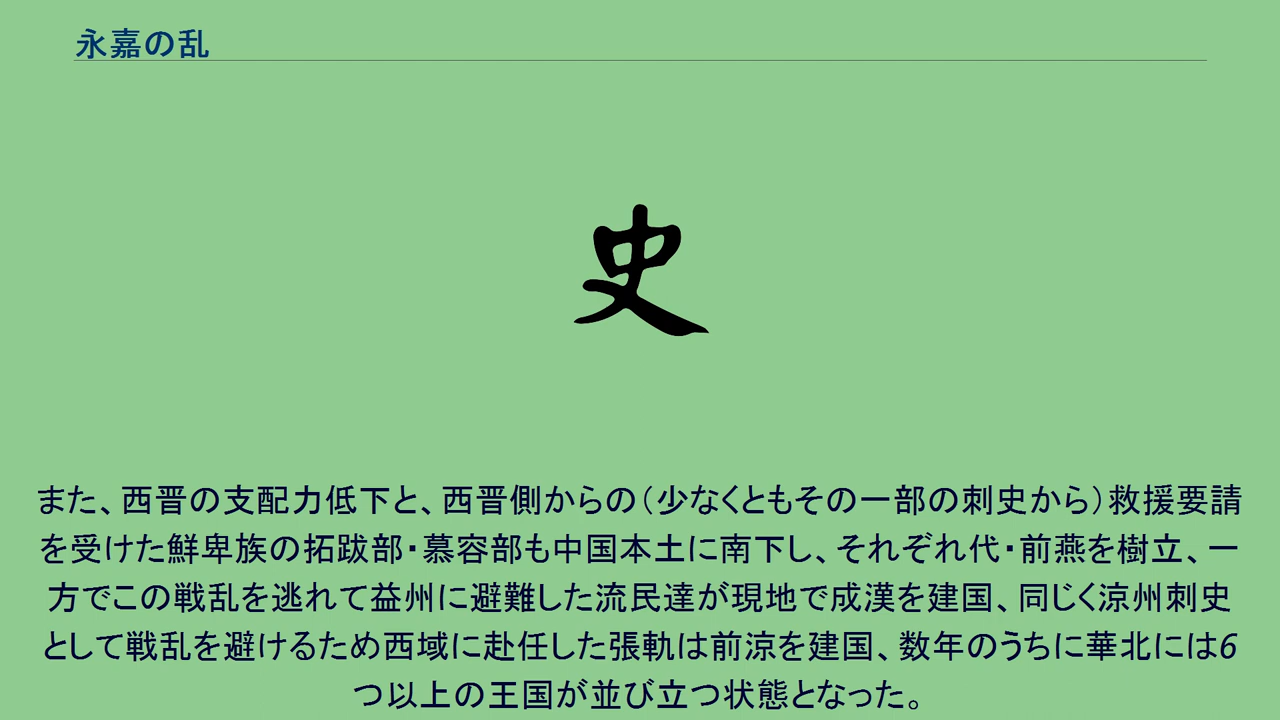 永嘉の乱
史
また、西晋の支配力低下と、西晋側からの（少なくともその一部の刺史から）救援要請
を受けた鮮卑族の拓跋部・慕容部も中国本土に南下し、それぞれ代・前燕を樹立、一
方でこの戦乱を逃れて益州に避難した流民達が現地で成漢を建国、同じく涼州刺史
として戦乱を避けるため西域に赴任した張軌は前涼を建国、数年のうちに華北には6
つ以上の王国が並び立つ状態となった。